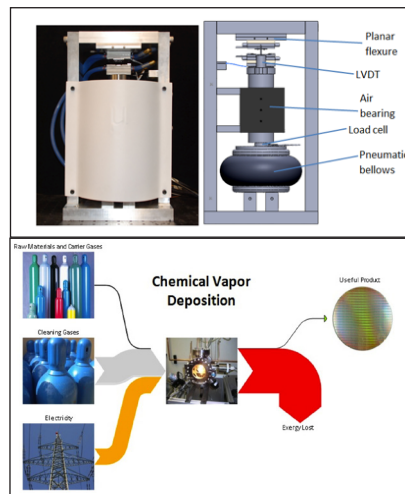 Planar
flexure
LVDT
Air
bearing
Load cell
Pneumatic
bellows
Raw Materials and Carrier Gases
Chemical Vapor
Deposition
Useful Product
Cleaning Gases
Electricity
Exergy Lost